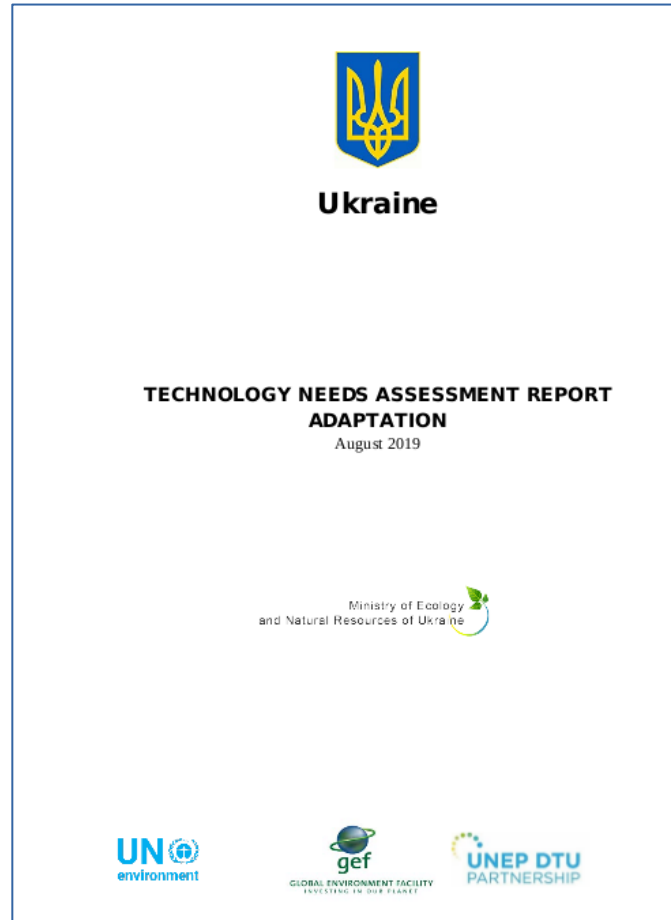 Ukraine
TECHNOLOGY NEEDS ASSESSMENT REPORT
ADAPTATION
August 2019
Ministry of Ecology
and Natural Resources of Ukraine
UN
environment
gef
GLOBAL ENVIRONMENT FACILITY
INVESTING IN OUR PLANET
UNEP DTU
PARTNERSHIP